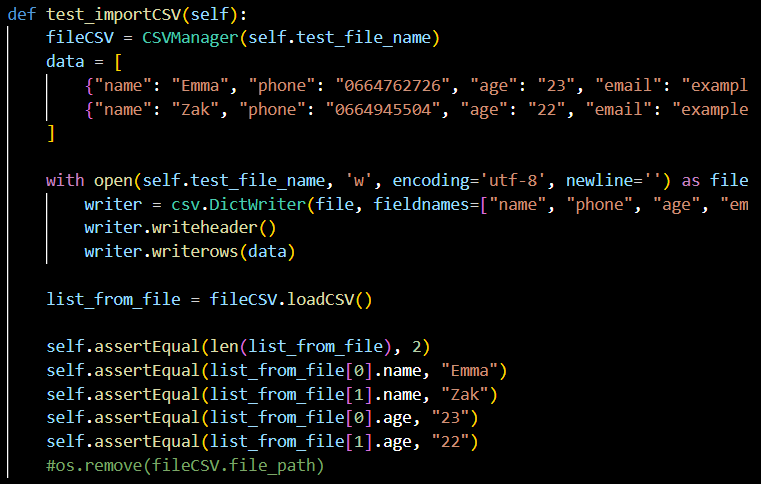 def test_importCSV(self):
    fileCSV = CSVManager(self.test_file_name)
    data = [
        {"name": "Emma", "phone": "0664762726", "age": "23", "email": "exampl
        {"name": "Zak", "phone": "0664945504", "age": "22", "email": "example
    ]

    with open(self.test_file_name, 'w', encoding='utf-8', newline='') as file
        writer = csv.DictWriter(file, fieldnames=["name", "phone", "age", "em
        writer.writeheader()
        writer.writerows(data)

    list_from_file = fileCSV.loadCSV()

    self.assertEqual(len(list_from_file), 2)
    self.assertEqual(list_from_file[0].name, "Emma")
    self.assertEqual(list_from_file[1].name, "Zak")
    self.assertEqual(list_from_file[0].age, "23")
    self.assertEqual(list_from_file[1].age, "22")
    #os.remove(fileCSV.file_path)